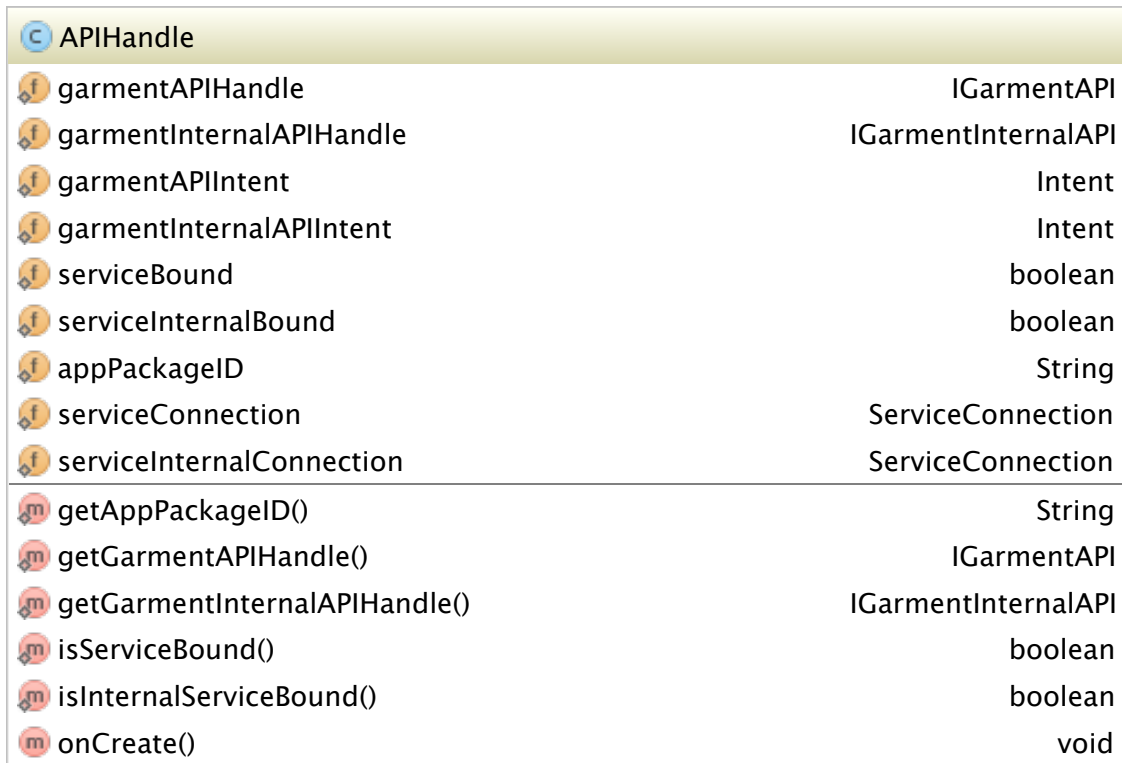 C APIHandle
f garmentAPIHandle IGarmentAPI
f garmentInternalAPIHandle IGarmentInternalAPI
f garmentAPIIntent Intent
f garmentInternalAPIIntent Intent
f serviceBound boolean
f serviceInternalBound boolean
f appPackageID String
f serviceConnection ServiceConnection
f serviceInternalConnection ServiceConnection
m getAppPackageID() String
m getGarmentAPIHandle() IGarmentAPI
m getGarmentInternalAPIHandle() IGarmentInternalAPI
m isServiceBound() boolean
m isInternalServiceBound() boolean
m onCreate() void